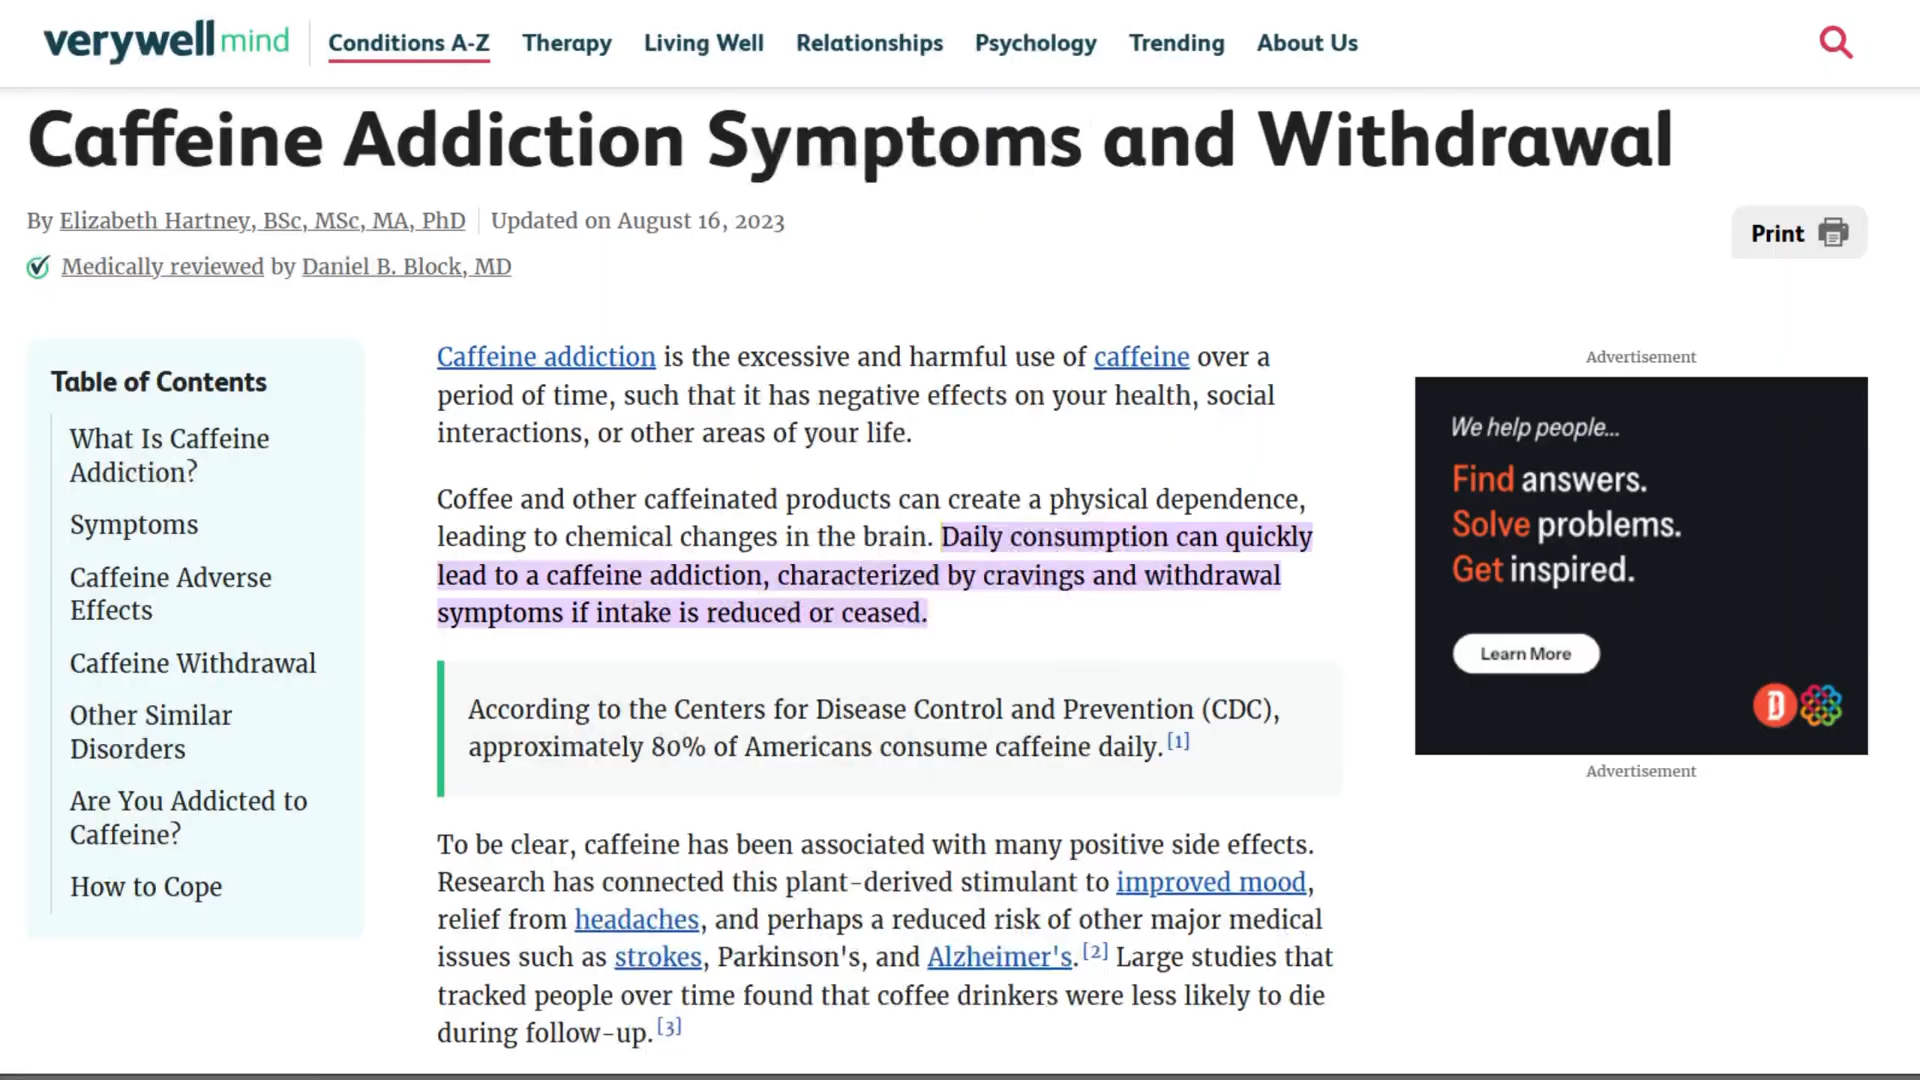 verywell mind
Conditions A-Z Therapy Living Well Relationships Psychology Trending About Us
Caffeine Addiction Symptoms and Withdrawal
By Elizabeth Hartney, BSc, MSc, MA, PhD Updated on August 16, 2023
Medically reviewed by Daniel B. Block, MD
Print
Table of Contents
What Is Caffeine
Addiction?
Symptoms
Caffeine Adverse
Effects
Caffeine Withdrawal
Other Similar
Disorders
Are You Addicted to
Caffeine?
How to Cope
Caffeine addiction is the excessive and harmful use of caffeine over a
period of time, such that it has negative effects on your health, social
interactions, or other areas of your life.
Coffee and other caffeinated products can create a physical dependence,
leading to chemical changes in the brain. Daily consumption can quickly
lead to a caffeine addiction, characterized by cravings and withdrawal
symptoms if intake is reduced or ceased.
According to the Centers for Disease Control and Prevention (CDC),
approximately 80% of Americans consume caffeine daily.[1]
To be clear, caffeine has been associated with many positive side effects.
Research has connected this plant-derived stimulant to improved mood,
relief from headaches, and perhaps a reduced risk of other major medical
issues such as strokes, Parkinson's, and Alzheimer's.[2] Large studies that
tracked people over time found that coffee drinkers were less likely to die
during follow-up.[3]
Advertisement
We help people...
Find answers.
Solve problems.
Get inspired.
Learn More
D
Advertisement